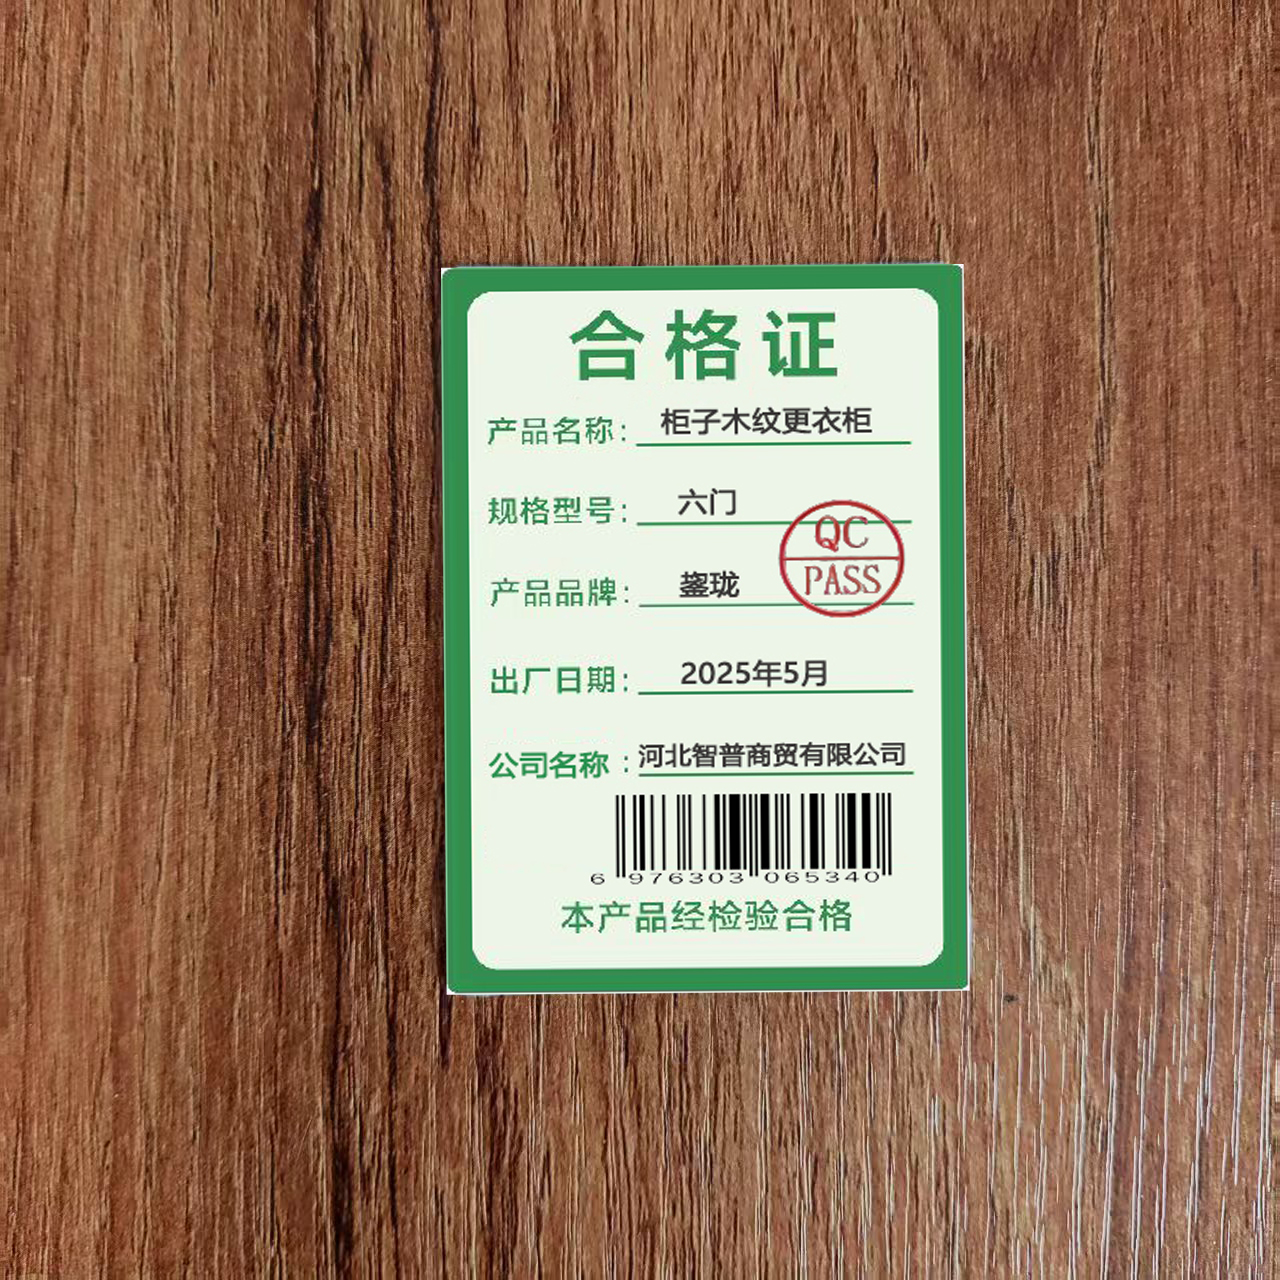 合格证
产品名称：柜子木纹更衣柜
规格型号：六门
QC
PASS
产品品牌：鋆珑
出厂日期：2025年5月
公司名称：河北智普商贸有限公司
6 976303 065340
本产品经检验合格